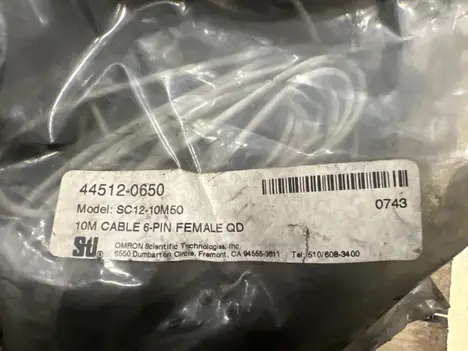 44512-0650
Model: SC12-10M50
0743
10M CABLE 6-PIN FEMALE QD
STI
OMRON Scientific Technologies, Inc.
6550 Dumbarton Circle, Fremont, CA 94555-3611 Tel: 510/608-3400